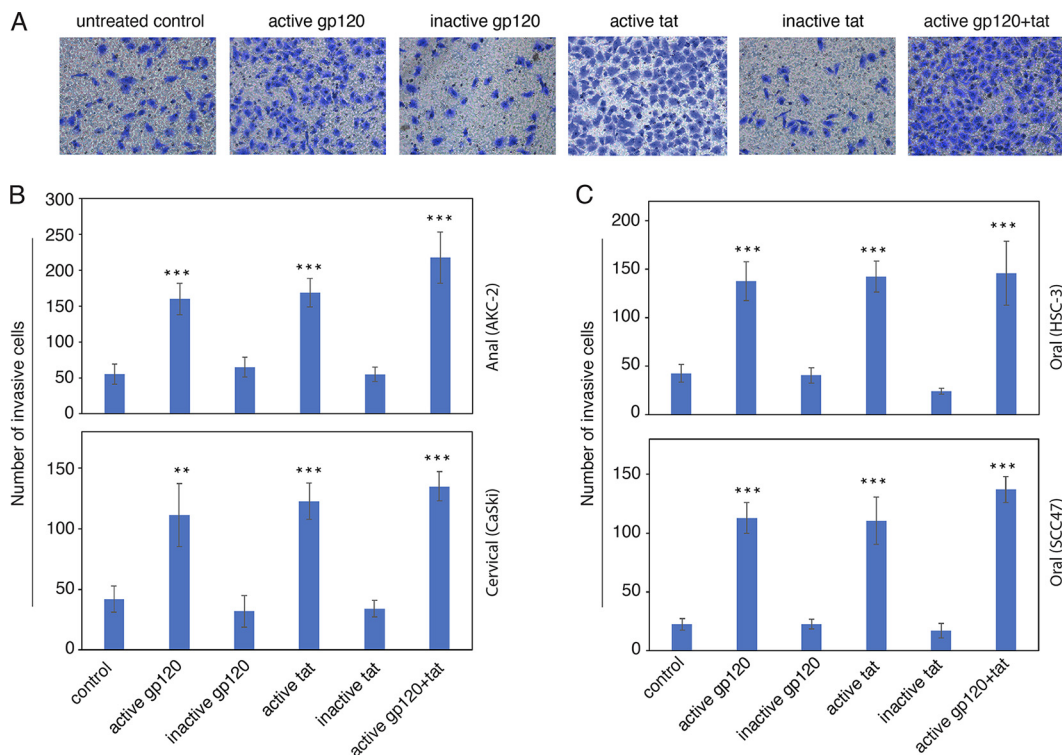 A
untreated control
active gp120
inactive gp120
active tat
inactive tat
active gp120+tat
B
Number of invasive cells
300
250
200
150
100
50
0
***
***
***
Anal (AKC-2)
150
100
50
0
**
***
***
Cervical (CaSki)
control
active gp120
inactive gp120
active tat
inactive tat
active gp120+tat
C
Number of invasive cells
200
150
100
50
0
***
***
***
Oral (HSC-3)
150
100
50
0
***
***
***
Oral (SCC47)
control
active gp120
inactive gp120
active tat
inactive tat
active gp120+tat